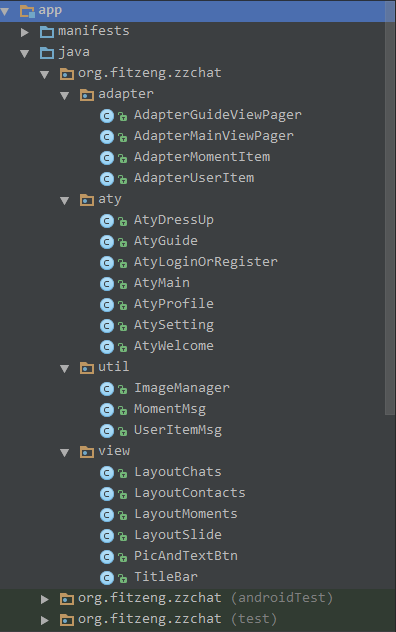 app
manifests
java
org.fitzeng.zzchat
adapter
AdapterGuideViewPager
AdapterMainViewPager
AdapterMomentItem
AdapterUserItem
aty
AtyDressUp
AtyGuide
AtyLoginOrRegister
AtyMain
AtyProfile
AtySetting
AtyWelcome
util
ImageManager
MomentMsg
UserItemMsg
view
LayoutChats
LayoutContacts
LayoutMoments
LayoutSlide
PicAndTextBtn
TitleBar
org.fitzeng.zzchat (androidTest)
org.fitzeng.zzchat (test)